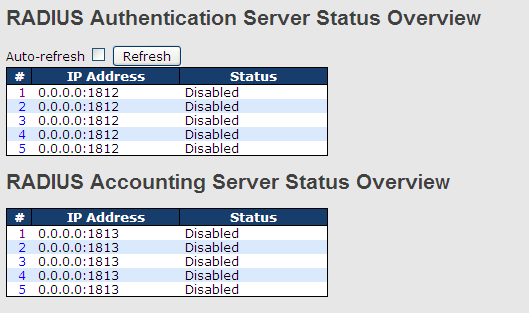 RADIUS Authentication Server Status Overview
Auto-refresh Refresh
# IP Address Status
1 0.0.0.0:1812 Disabled
2 0.0.0.0:1812 Disabled
3 0.0.0.0:1812 Disabled
4 0.0.0.0:1812 Disabled
5 0.0.0.0:1812 Disabled
RADIUS Accounting Server Status Overview
# IP Address Status
1 0.0.0.0:1813 Disabled
2 0.0.0.0:1813 Disabled
3 0.0.0.0:1813 Disabled
4 0.0.0.0:1813 Disabled
5 0.0.0.0:1813 Disabled